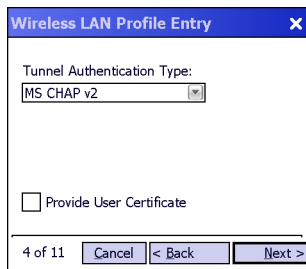 Wireless LAN Profile Entry
Tunnel Authentication Type:
MS CHAP v2
Provide User Certificate
4 of 11 Cancel < Back Next >